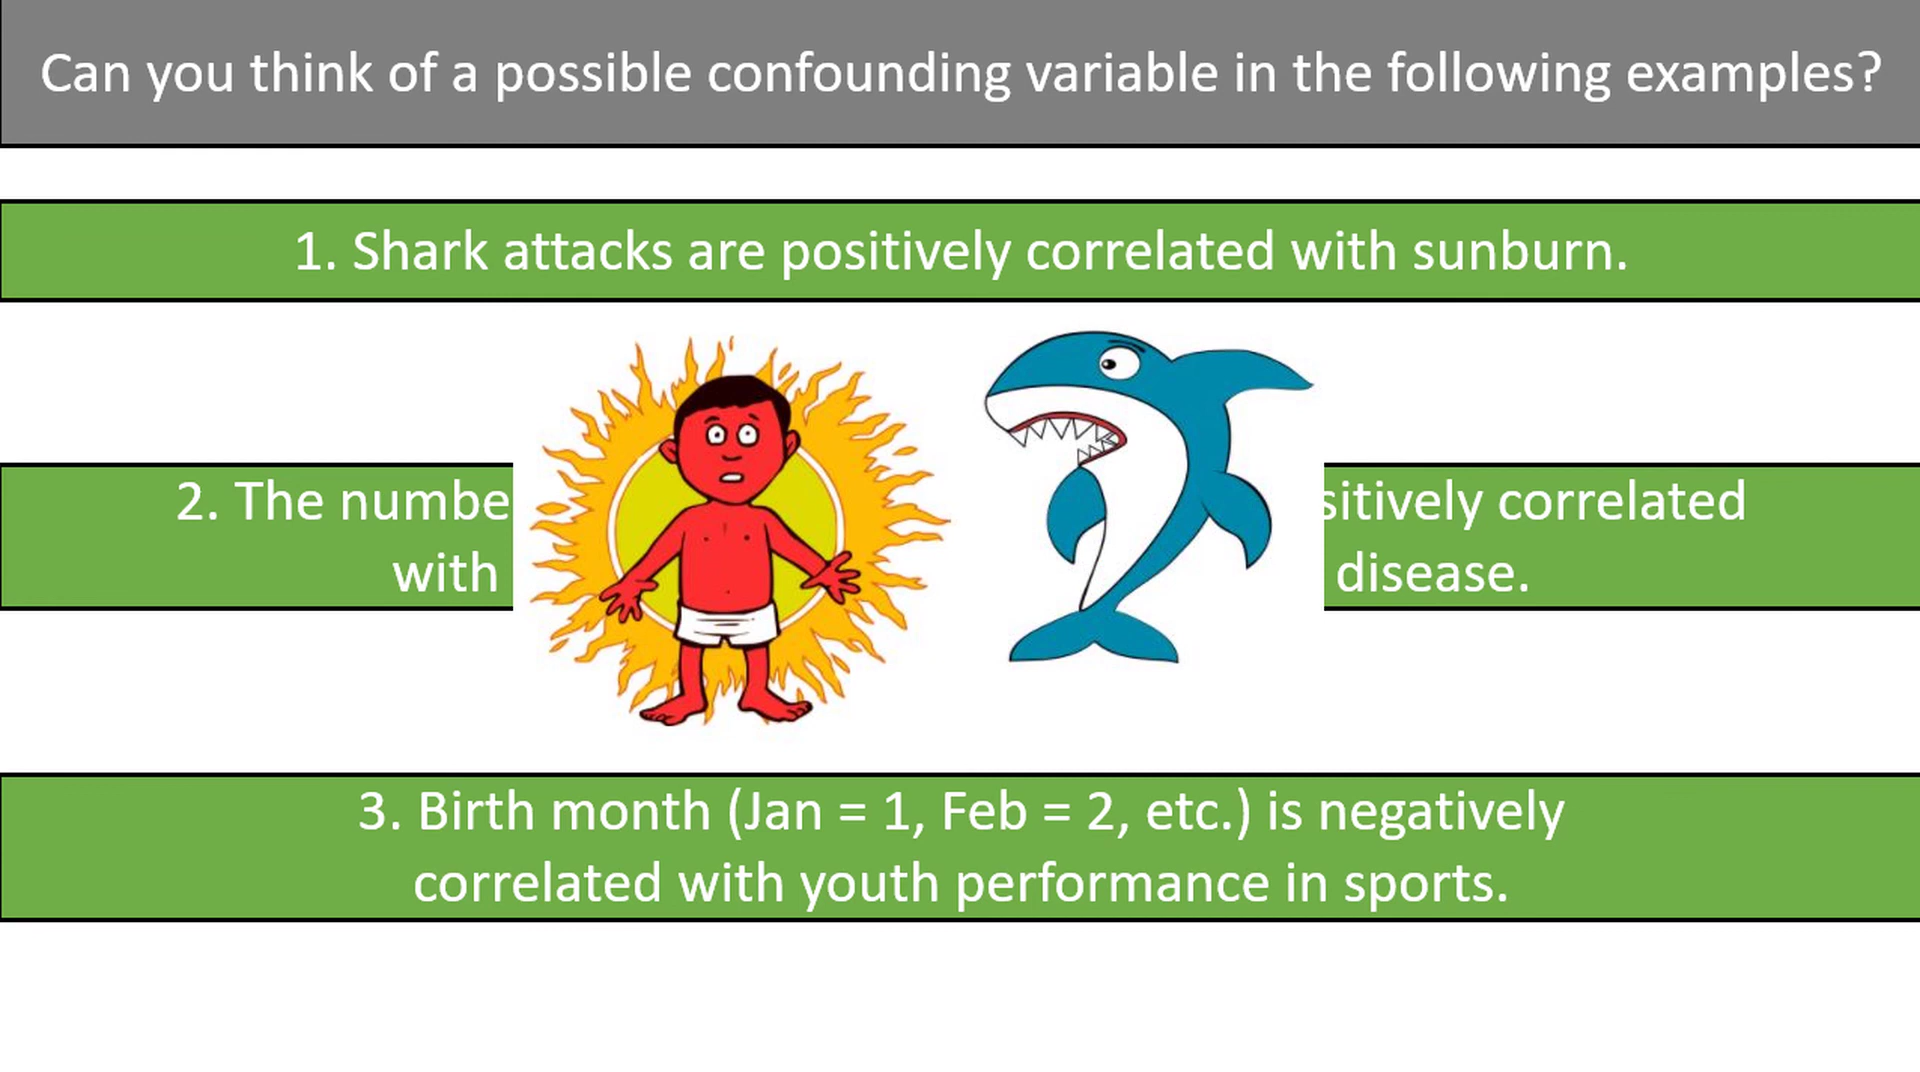 Can you think of a possible confounding variable in the following examples?
1. Shark attacks are positively correlated with sunburn.
2. The correlated
with disease.
3. Birth month (Jan = 1, Feb = 2, etc.) is negatively
correlated with youth performance in sports.